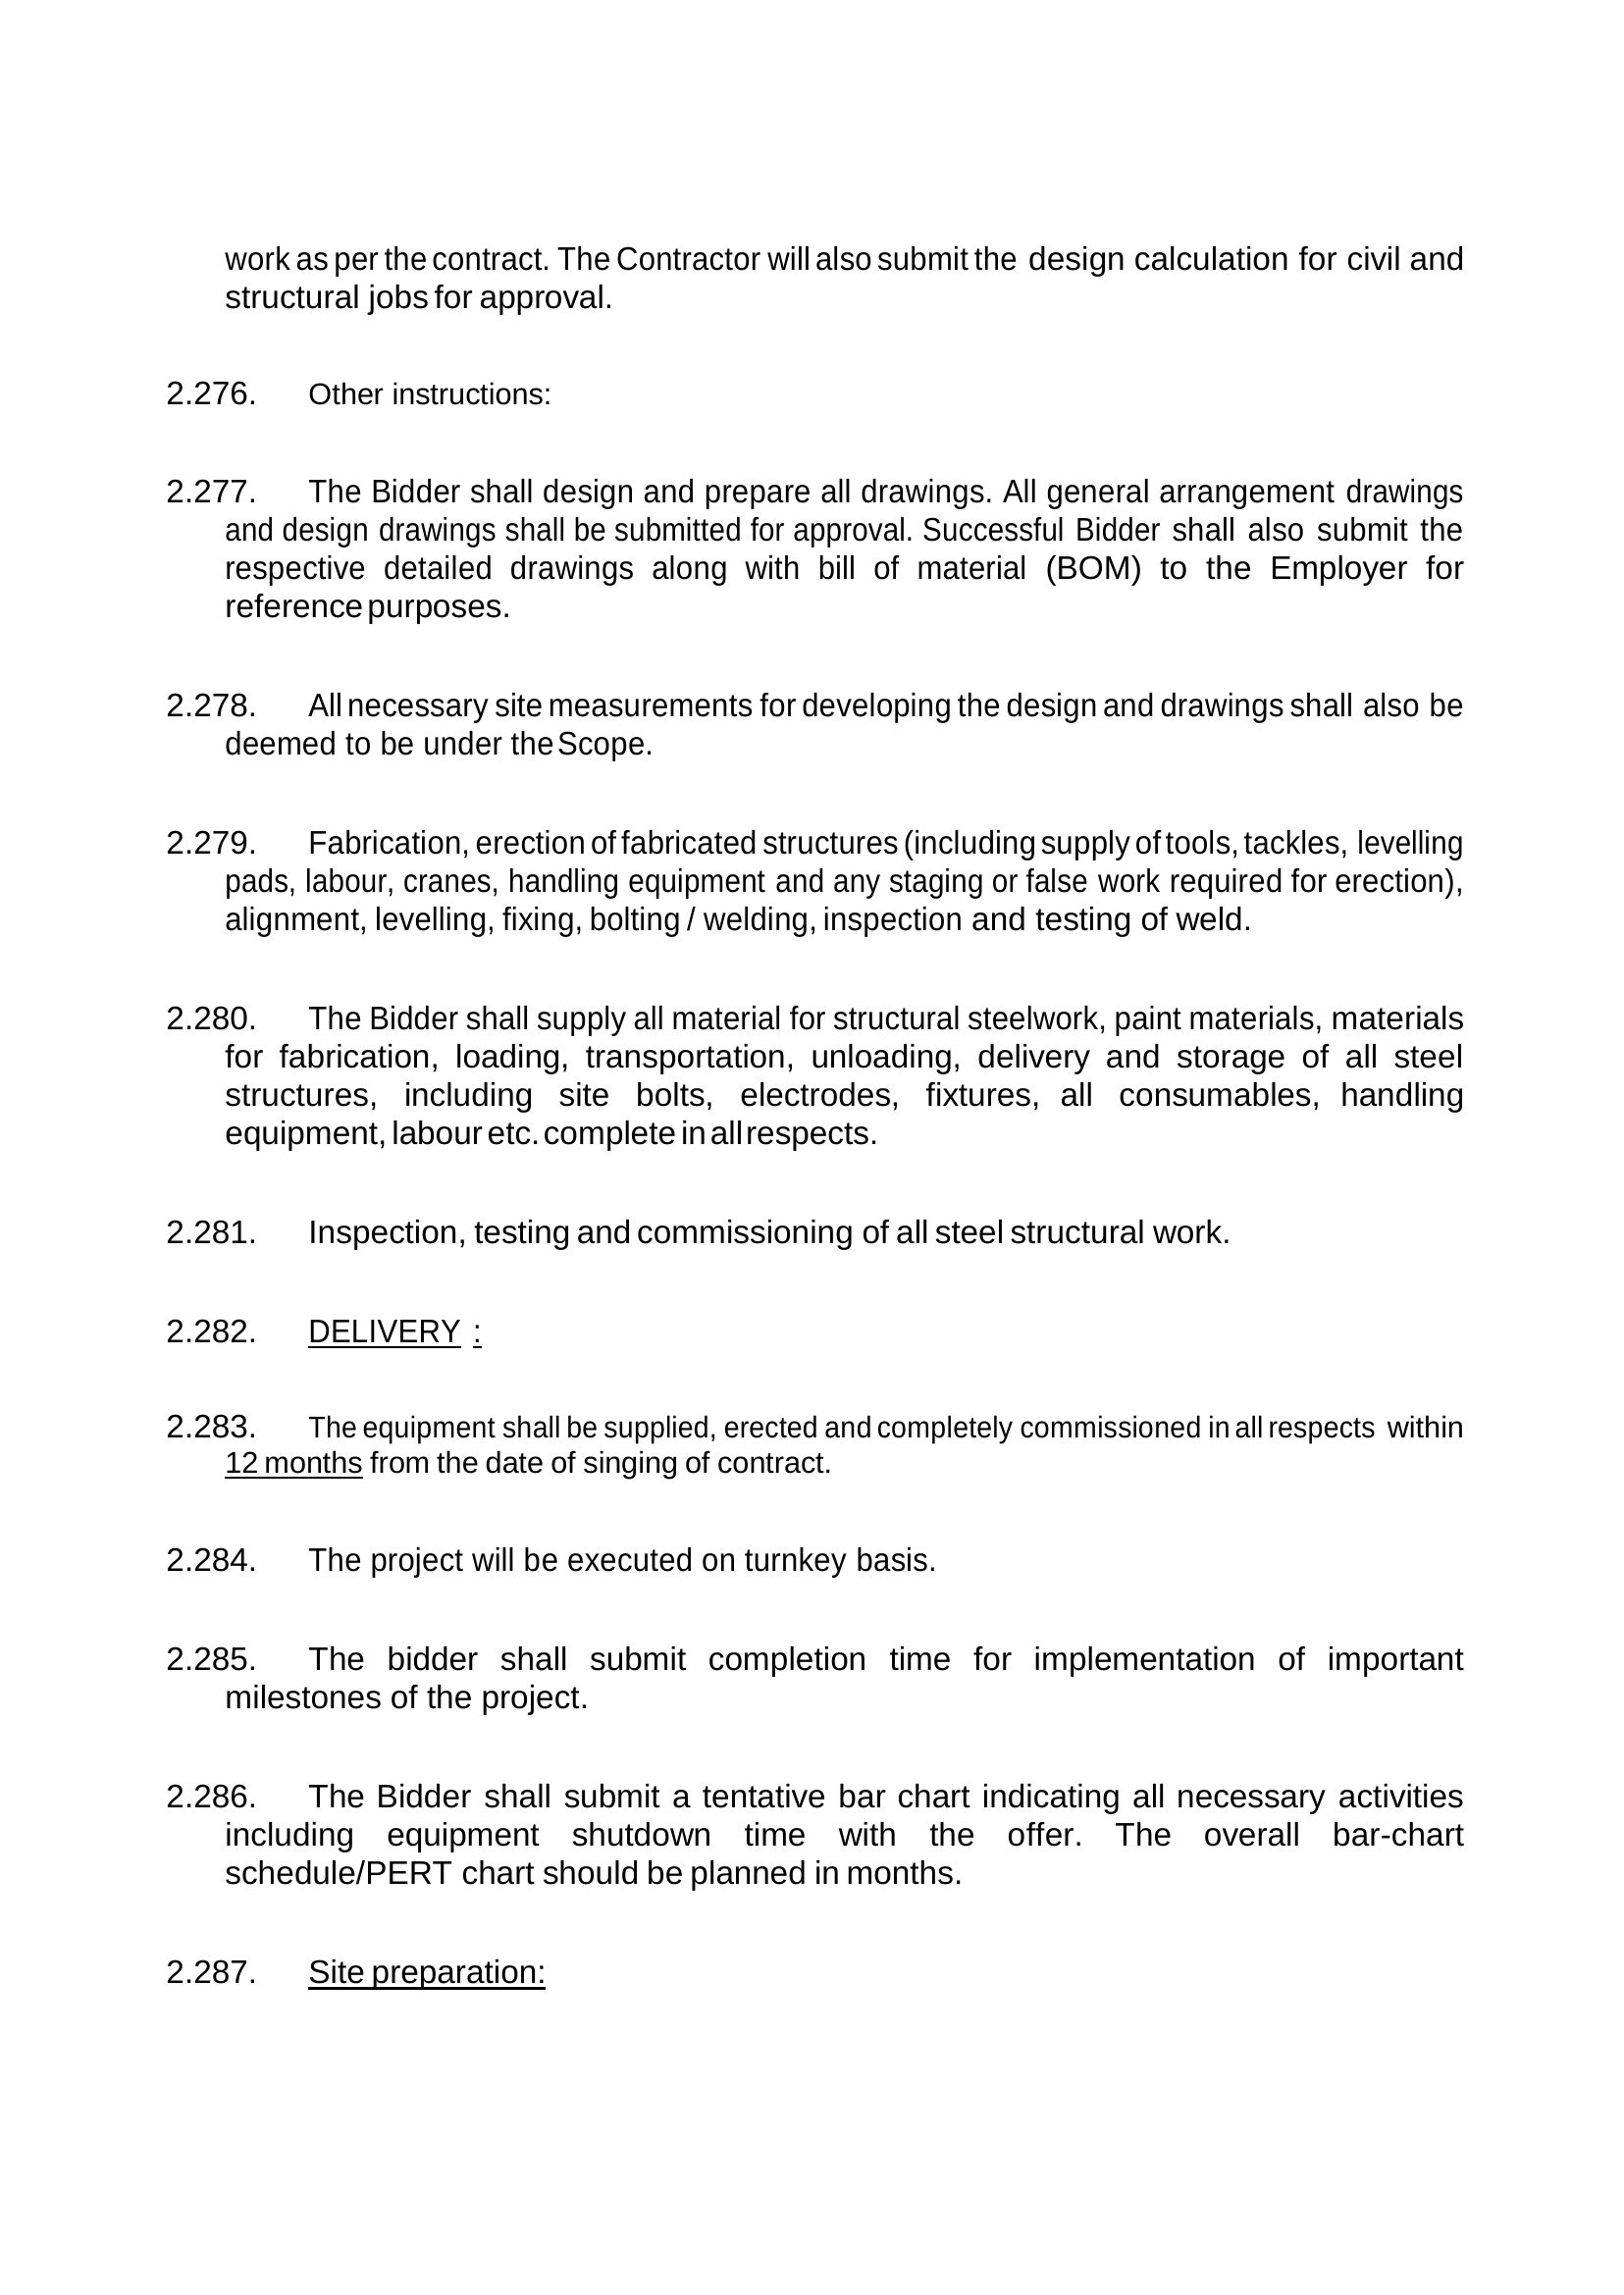 work as per the contract. The Contractor will also submit the design calculation for civil and
structural jobs for approval.
2.276. Other instructions:
2.277. The Bidder shall design and prepare all drawings. All general arrangement drawings
and design drawings shall be submitted for approval. Successful Bidder shall also submit the
respective detailed drawings along with bill of material (BOM) to the Employer for
reference purposes.
2.278. All necessary site measurements for developing the design and drawings shall also be
deemed to be under the Scope.
2.279. Fabrication, erection of fabricated structures (including supply of tools, tackles, levelling
pads, labour, cranes, handling equipment and any staging or false work required for erection),
alignment, levelling, fixing, bolting / welding, inspection and testing of weld.
2.280. The Bidder shall supply all material for structural steelwork, paint materials, materials
for fabrication, loading, transportation, unloading, delivery and storage of all steel
structures, including site bolts, electrodes, fixtures, all consumables, handling
equipment, labour etc. complete in all respects.
2.281. Inspection, testing and commissioning of all steel structural work.
2.282. DELIVERY :
2.283. The equipment shall be supplied, erected and completely commissioned in all respects within
12 months from the date of singing of contract.
2.284. The project will be executed on turnkey basis.
2.285. The bidder shall submit completion time for implementation of important
milestones of the project.
2.286. The Bidder shall submit a tentative bar chart indicating all necessary activities
including equipment shutdown time with the offer. The overall bar-chart
schedule/PERT chart should be planned in months.
2.287. Site preparation: